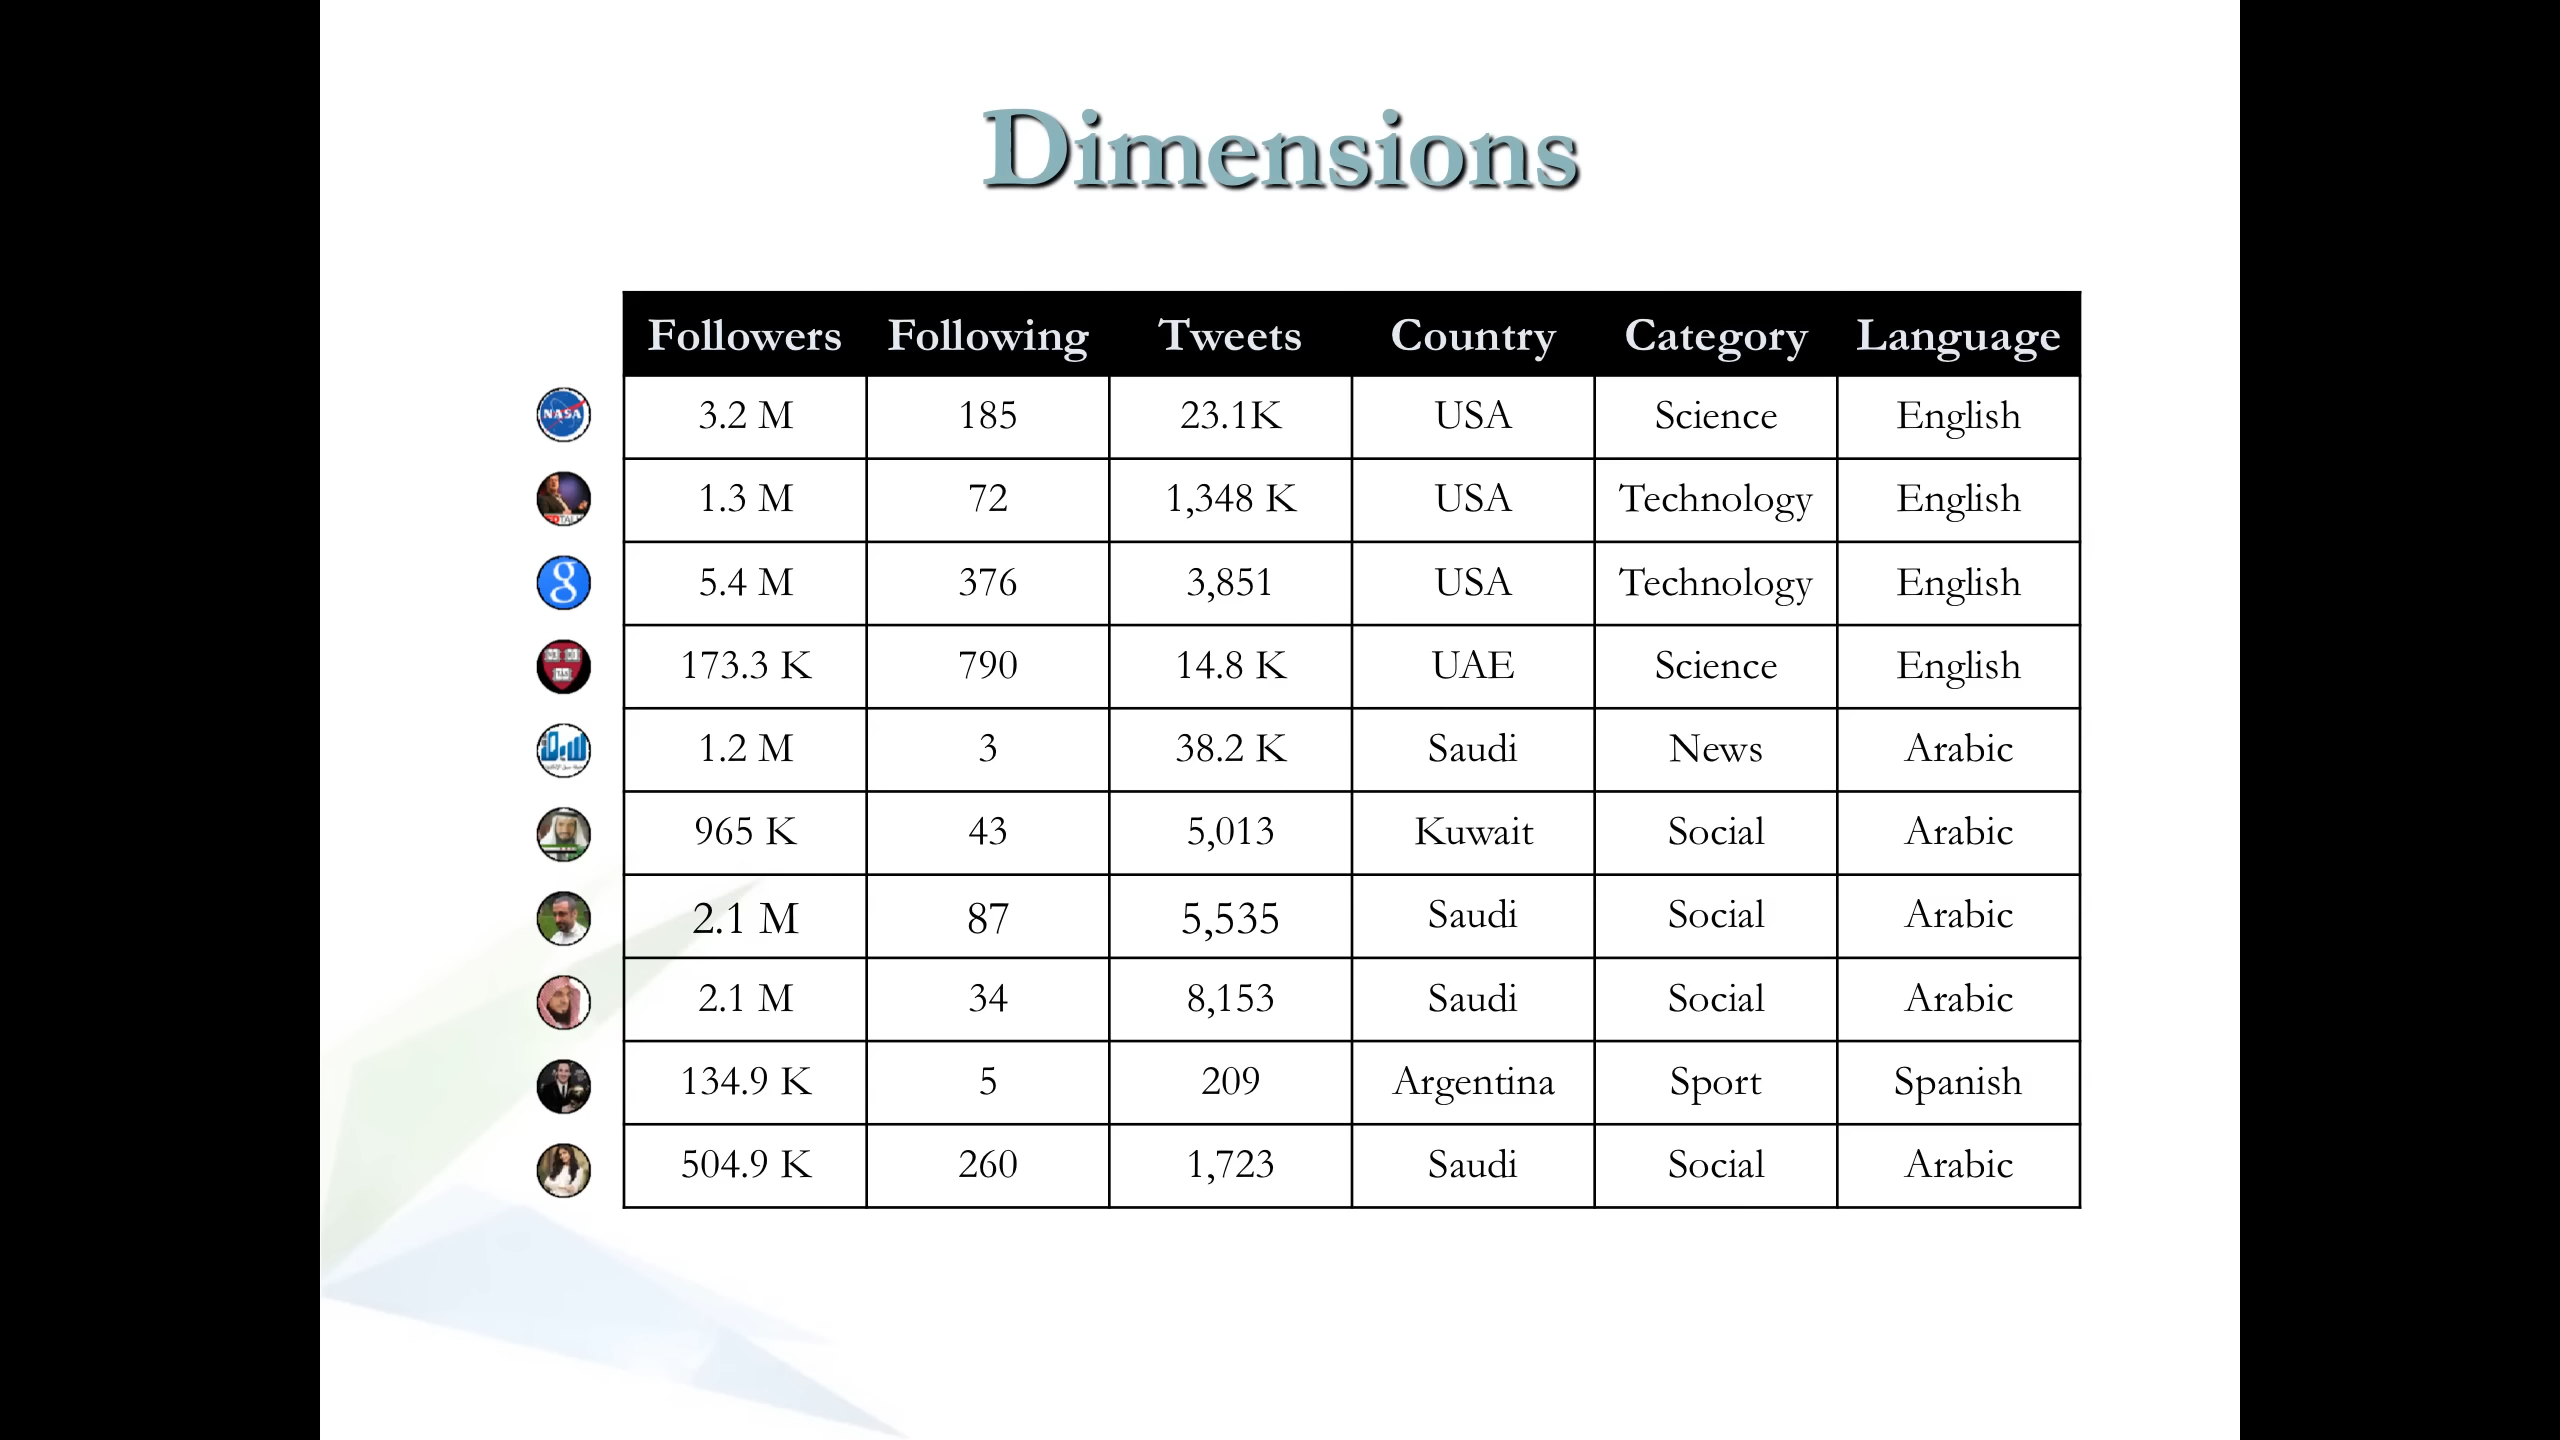 Dimensions
Followers Following Tweets Country Category Language
NASA 3.2 M 185 23.1K USA Science English
1.3 M 72 1,348 K USA Technology English
g 5.4 M 376 3,851 USA Technology English
173.3 K 790 14.8 K UAE Science English
1.2 M 3 38.2 K Saudi News Arabic
965 K 43 5,013 Kuwait Social Arabic
2.1 M 87 5,535 Saudi Social Arabic
2.1 M 34 8,153 Saudi Social Arabic
134.9 K 5 209 Argentina Sport Spanish
504.9 K 260 1,723 Saudi Social Arabic